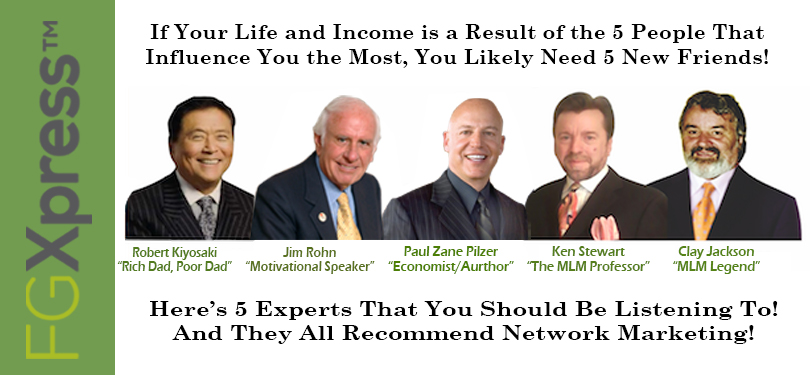 FGXpress™
If Your Life and Income is a Result of the 5 People That
Influence You the Most, You Likely Need 5 New Friends!
Robert Kiyosaki
“Rich Dad, Poor Dad”
Jim Rohn
“Motivational Speaker”
Paul Zane Pilzer
“Economist/Aurthor”
Ken Stewart
“The MLM Professor”
Clay Jackson
“MLM Legend”
Here’s 5 Experts That You Should Be Listening To!
And They All Recommend Network Marketing!